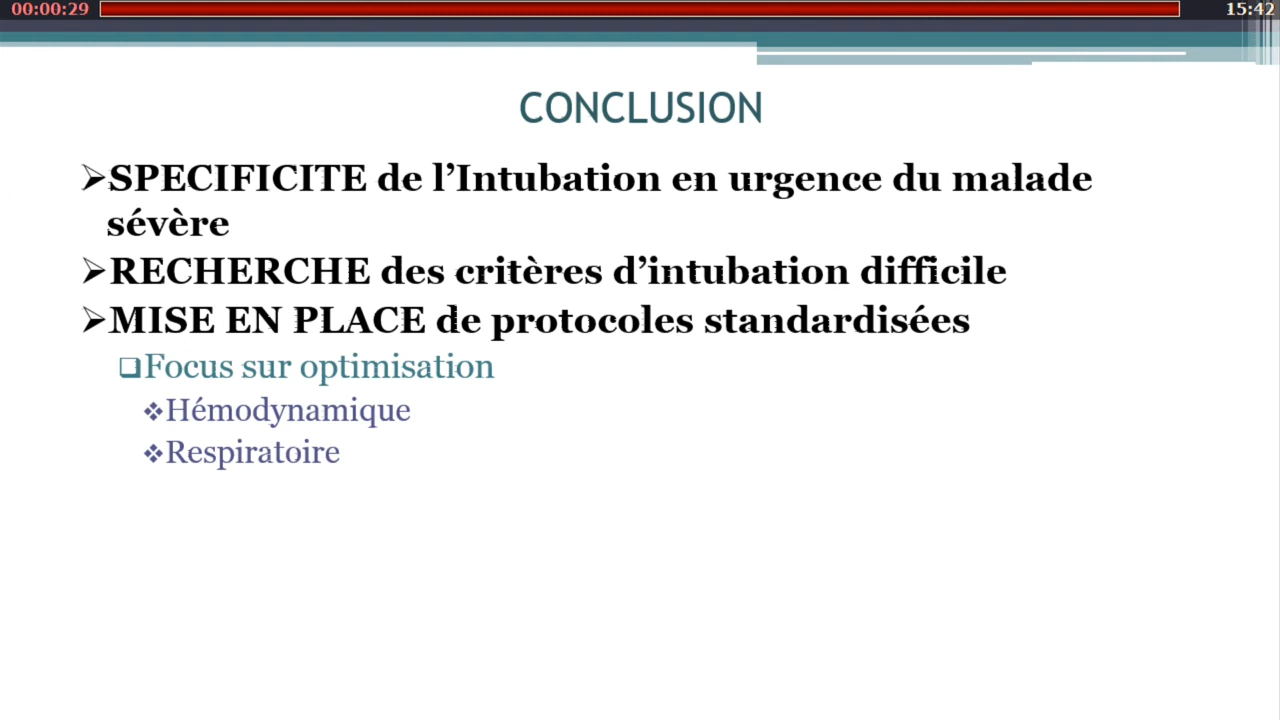 00:00:29 15:42
CONCLUSION
SPECIFICITE de l’Intubation en urgence du malade
sévère
RECHERCHE des critères d’intubation difficile
MISE EN PLACE de protocoles standardisées
Focus sur optimisation
Hémodynamique
Respiratoire